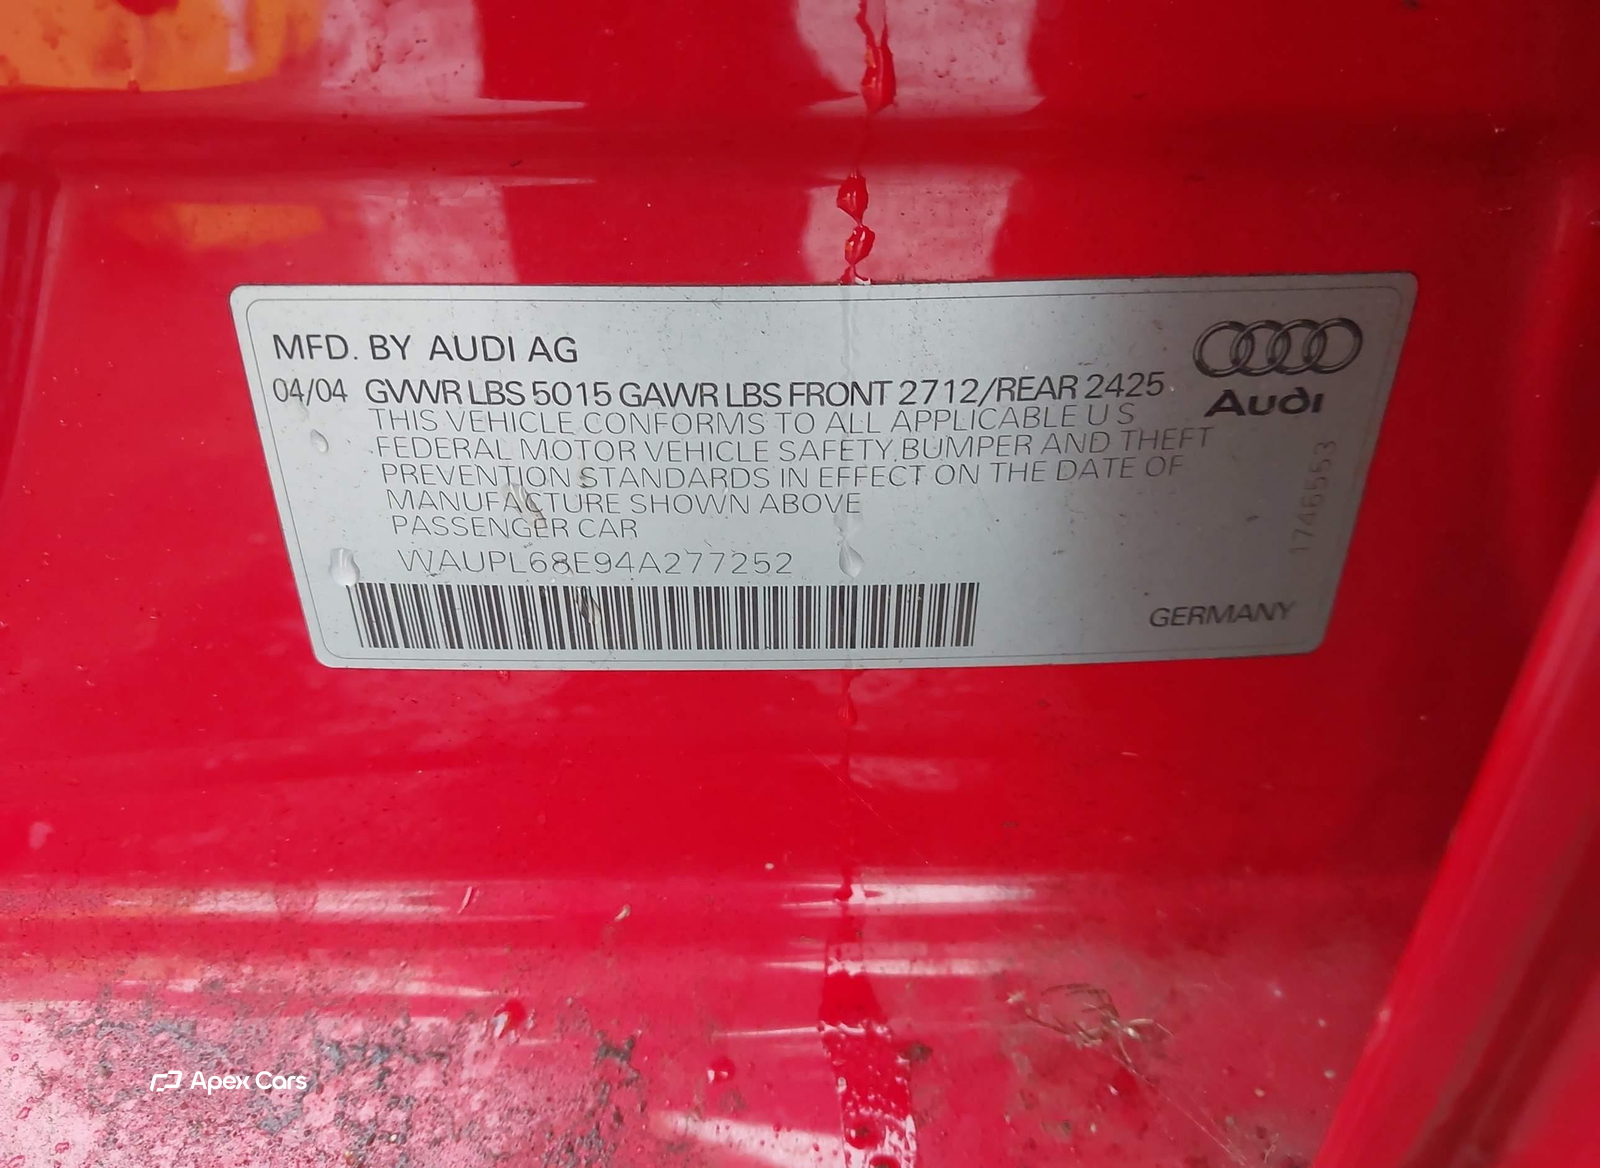 MFD. BY AUDI AG
04/04 GVWR LBS 5015 GAWR LBS FRONT 2712/REAR 2425
THIS VEHICLE CONFORMS TO ALL APPLICABLE U S
FEDERAL MOTOR VEHICLE SAFETY,BUMPER AND THEFT
PREVENTION STANDARDS IN EFFECT ON THE DATE OF
MANUFACTURE SHOWN ABOVE
PASSENGER CAR
WAUPL68E94A277252
Audi
1746553
GERMANY
Apex Cars